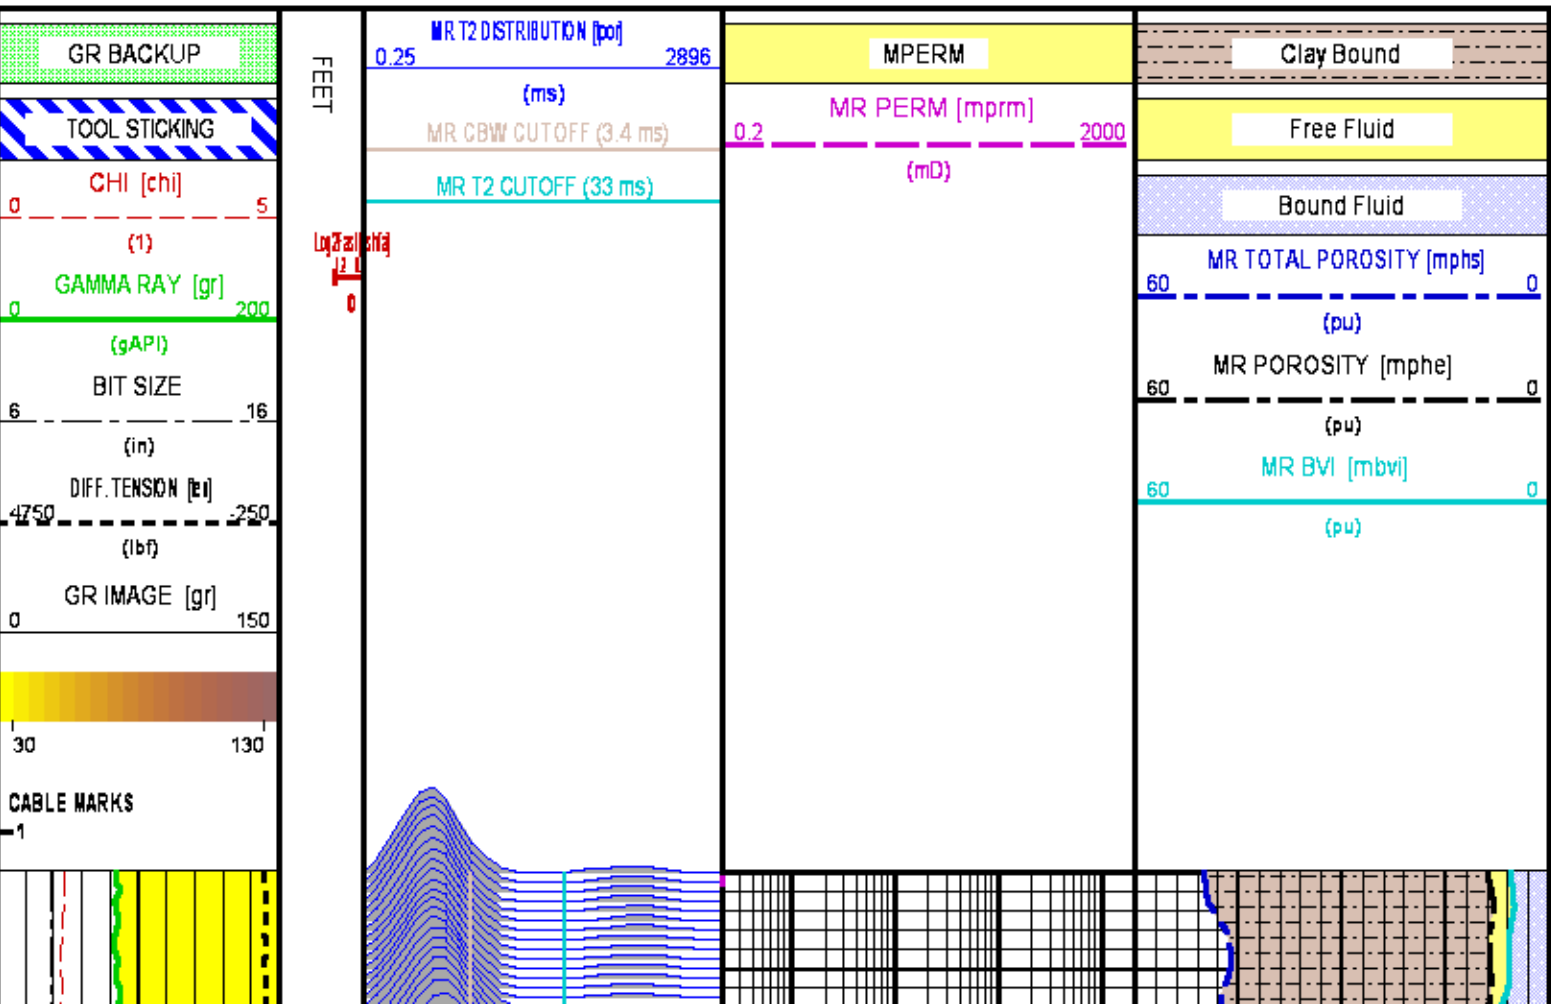 GR BACKUP
TOOL STICKING
CHI [chi]
0 5
(1)
GAMMA RAY [gr]
0 200
(gAPI)
BIT SIZE
6 16
(in)
DIFF. TENSION
4750 -250
(lbf)
GR IMAGE [gr]
0 150
30 130
CABLE MARKS
1
FEET
0
MR T2 DISTRIBUTION [tpor]
0.25 2896
(ms)
MR CBW CUTOFF (3.4 ms)
MR T2 CUTOFF (33 ms)
MPERM
MR PERM [mprm]
0.2 2000
(mD)
Clay Bound
Free Fluid
Bound Fluid
MR TOTAL POROSITY [mphs]
60 0
(pu)
MR POROSITY [mphe]
60 0
(pu)
MR BVI [mbvi]
60 0
(pu)